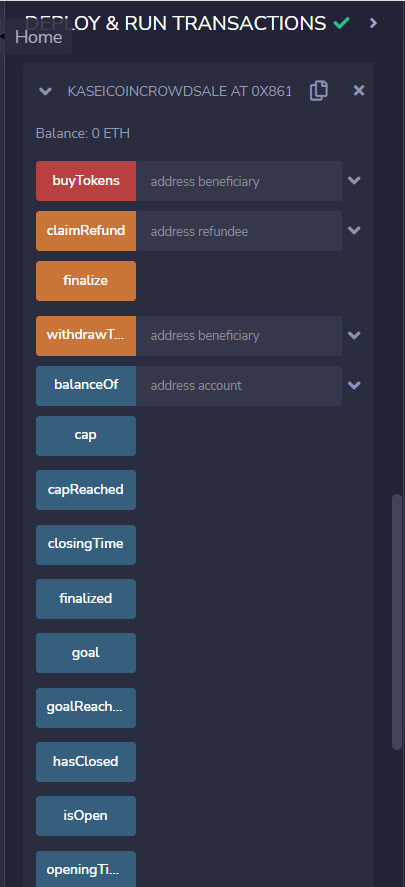 DEPLOY & RUN TRANSACTIONS
Home
KASEICOINCROWDSALE AT 0X861
Balance: 0 ETH
buyTokens address beneficiary
claimRefund address refundee
finalize
withdrawT... address beneficiary
balanceOf address account
cap
capReached
closingTime
finalized
goal
goalReach...
hasClosed
isOpen
openingTi...